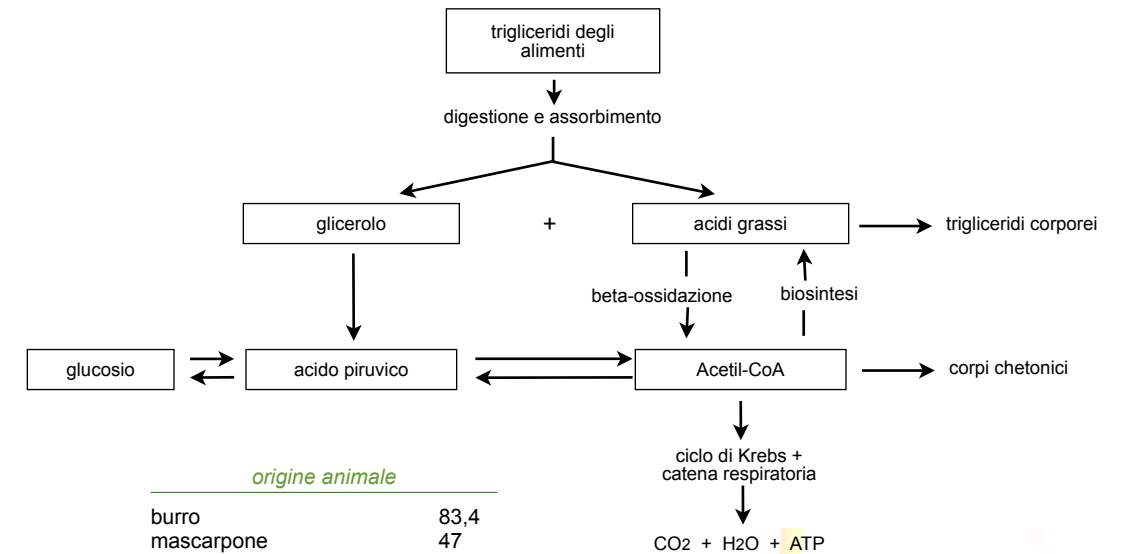 trigliceridi degli
alimenti
digestione e assorbimento
glicerolo
+
acidi grassi
trigliceridi corporei
beta-ossidazione
biosintesi
glucosio
acido piruvico
Acetil-CoA
corpi chetonici
ciclo di Krebs +
catena respiratoria
CO2 + H2O + ATP
origine animale
burro 83,4
mascarpone 47